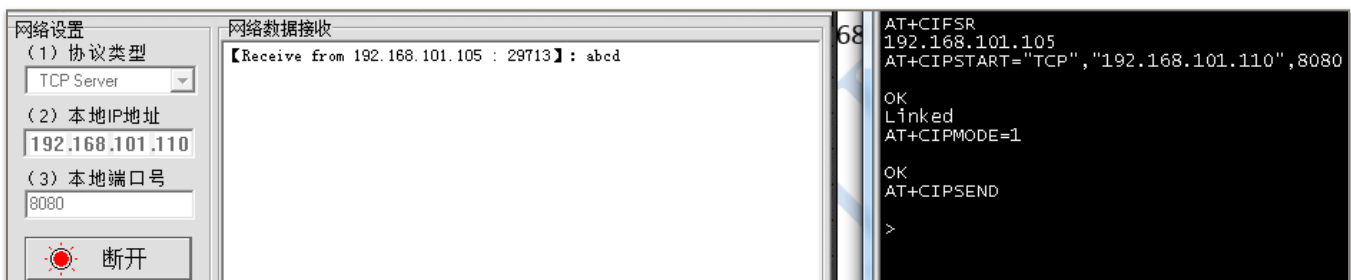 网络设置
(1) 协议类型
TCP Server
(2) 本地IP地址
192.168.101.110
(3) 本地端口号
8080
断开
网络数据接收
【Receive from 192.168.101.105 : 29713】: abcd
68
AT+CIFSR
192.168.101.105
AT+CIPSTART="TCP","192.168.101.110",8080
OK
Linked
AT+CIPMODE=1
OK
AT+CIPSEND
>